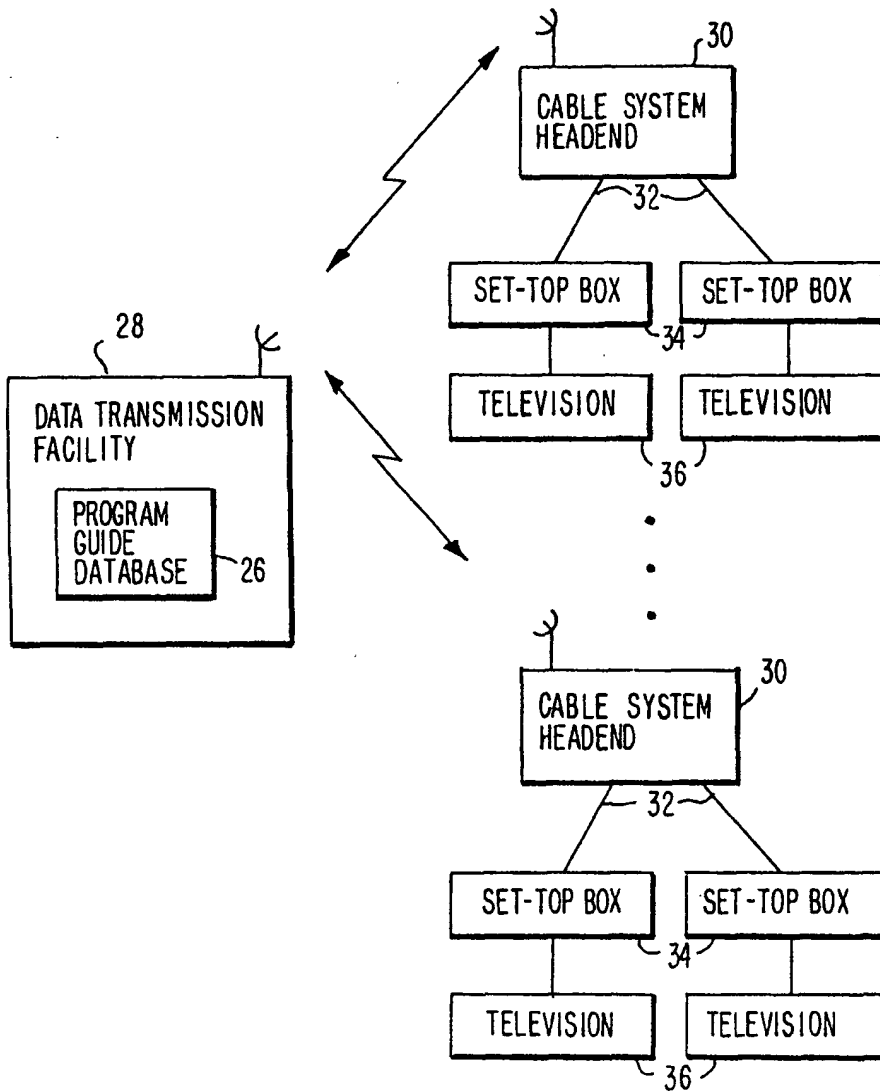 30
CABLE SYSTEM
HEADEND
32
SET-TOP BOX
SET-TOP BOX
34
TELEVISION
TELEVISION
36
28
DATA TRANSMISSION
FACILITY
PROGRAM
GUIDE
DATABASE
26
30
CABLE SYSTEM
HEADEND
32
SET-TOP BOX
SET-TOP BOX
34
TELEVISION
TELEVISION
36